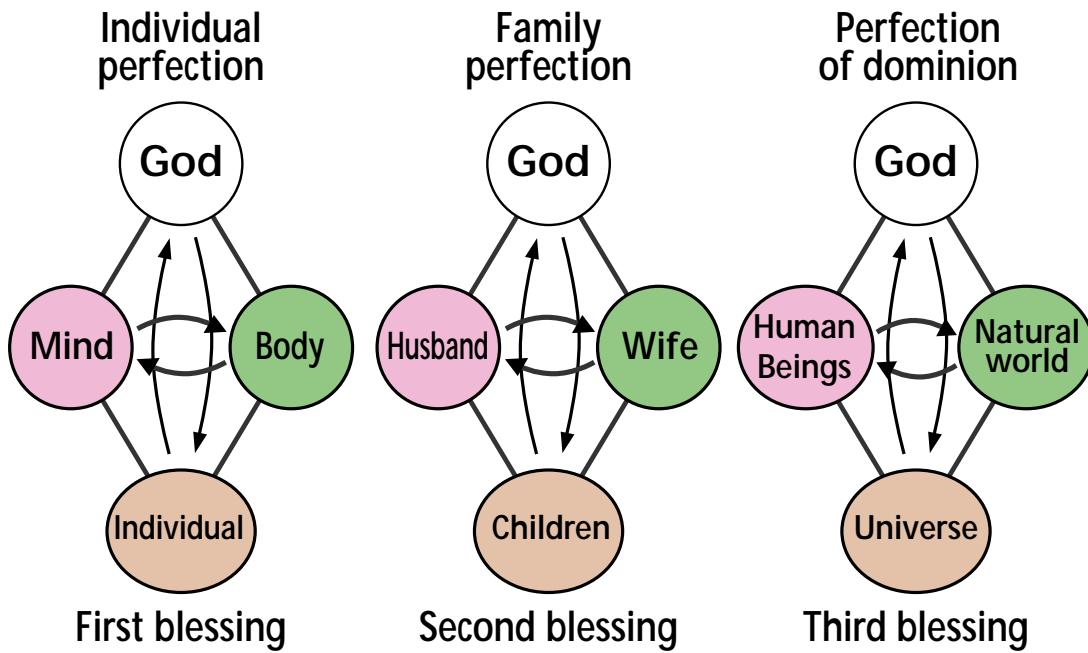 Individual
perfection
God
Mind
Body
Individual
First blessing
Family
perfection
God
Husband
Wife
Children
Second blessing
Perfection
of dominion
God
Human
Beings
Natural
world
Universe
Third blessing